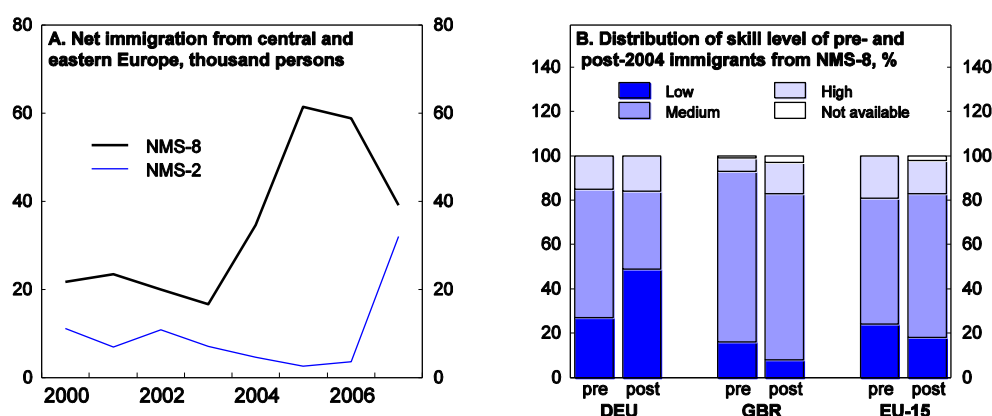 A. Net immigration from central and
eastern Europe, thousand persons
80
60
40
20
0
NMS-8
NMS-2
80
60
40
20
0
2000 2002 2004 2006
B. Distribution of skill level of pre- and
post-2004 immigrants from NMS-8, %
Low High
Medium Not available
140
120
100
80
60
40
20
0
140
120
100
80
60
40
20
0
pre post pre post pre post
DEU GBR EU-15